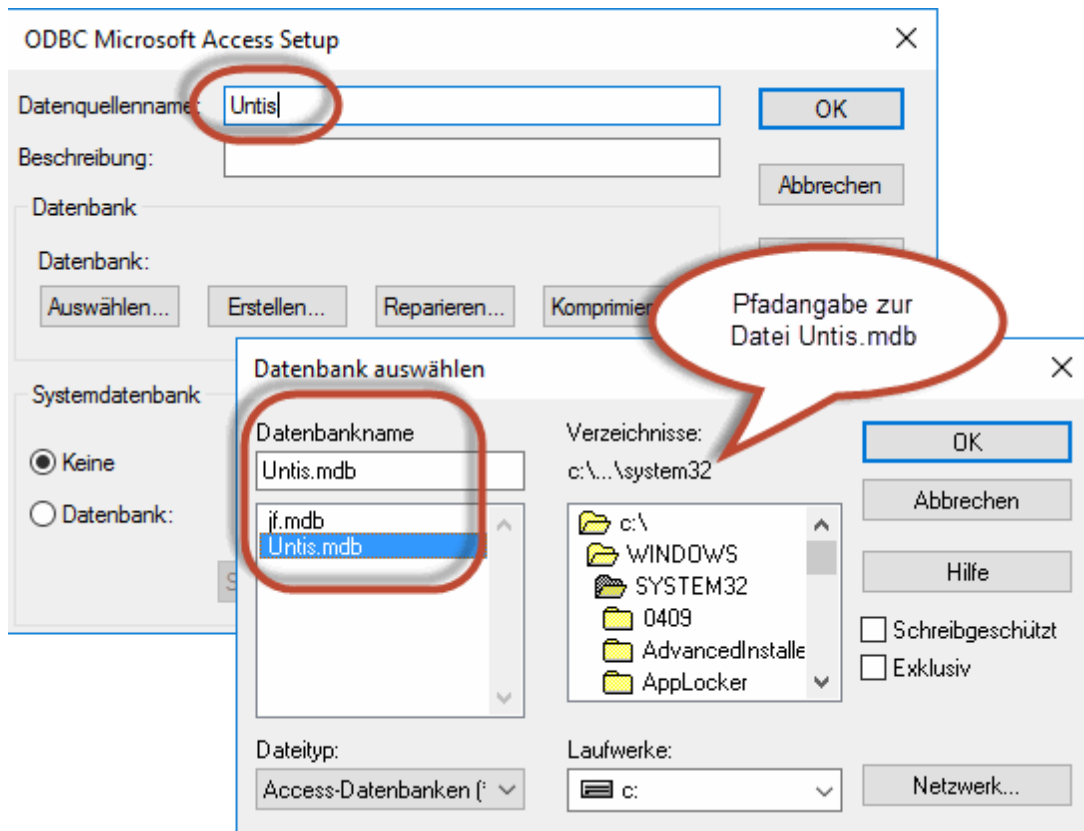 ODBC Microsoft Access Setup
Datenquellenname:
Untis
OK
Beschreibung:
Abbrechen
Datenbank
Datenbank:
Auswählen...
Erstellen...
Reparieren...
Pfadangabe zur
Datei Untis.mdb
Systemdatenbank
Keine
Datenbank:
Datenbank auswählen
Datenbankname
Untis.mdb
jf.mdb
Untis.mdb
Verzeichnisse:
c:\...\system32
c:\
WINDOWS
SYSTEM32
0409
AdvancedInstalle
AppLocker
OK
Abbrechen
Hilfe
Schreibgeschützt
Exklusiv
Dateityp:
Access-Datenbanken (*
Laufwerke:
c:
Netzwerk...